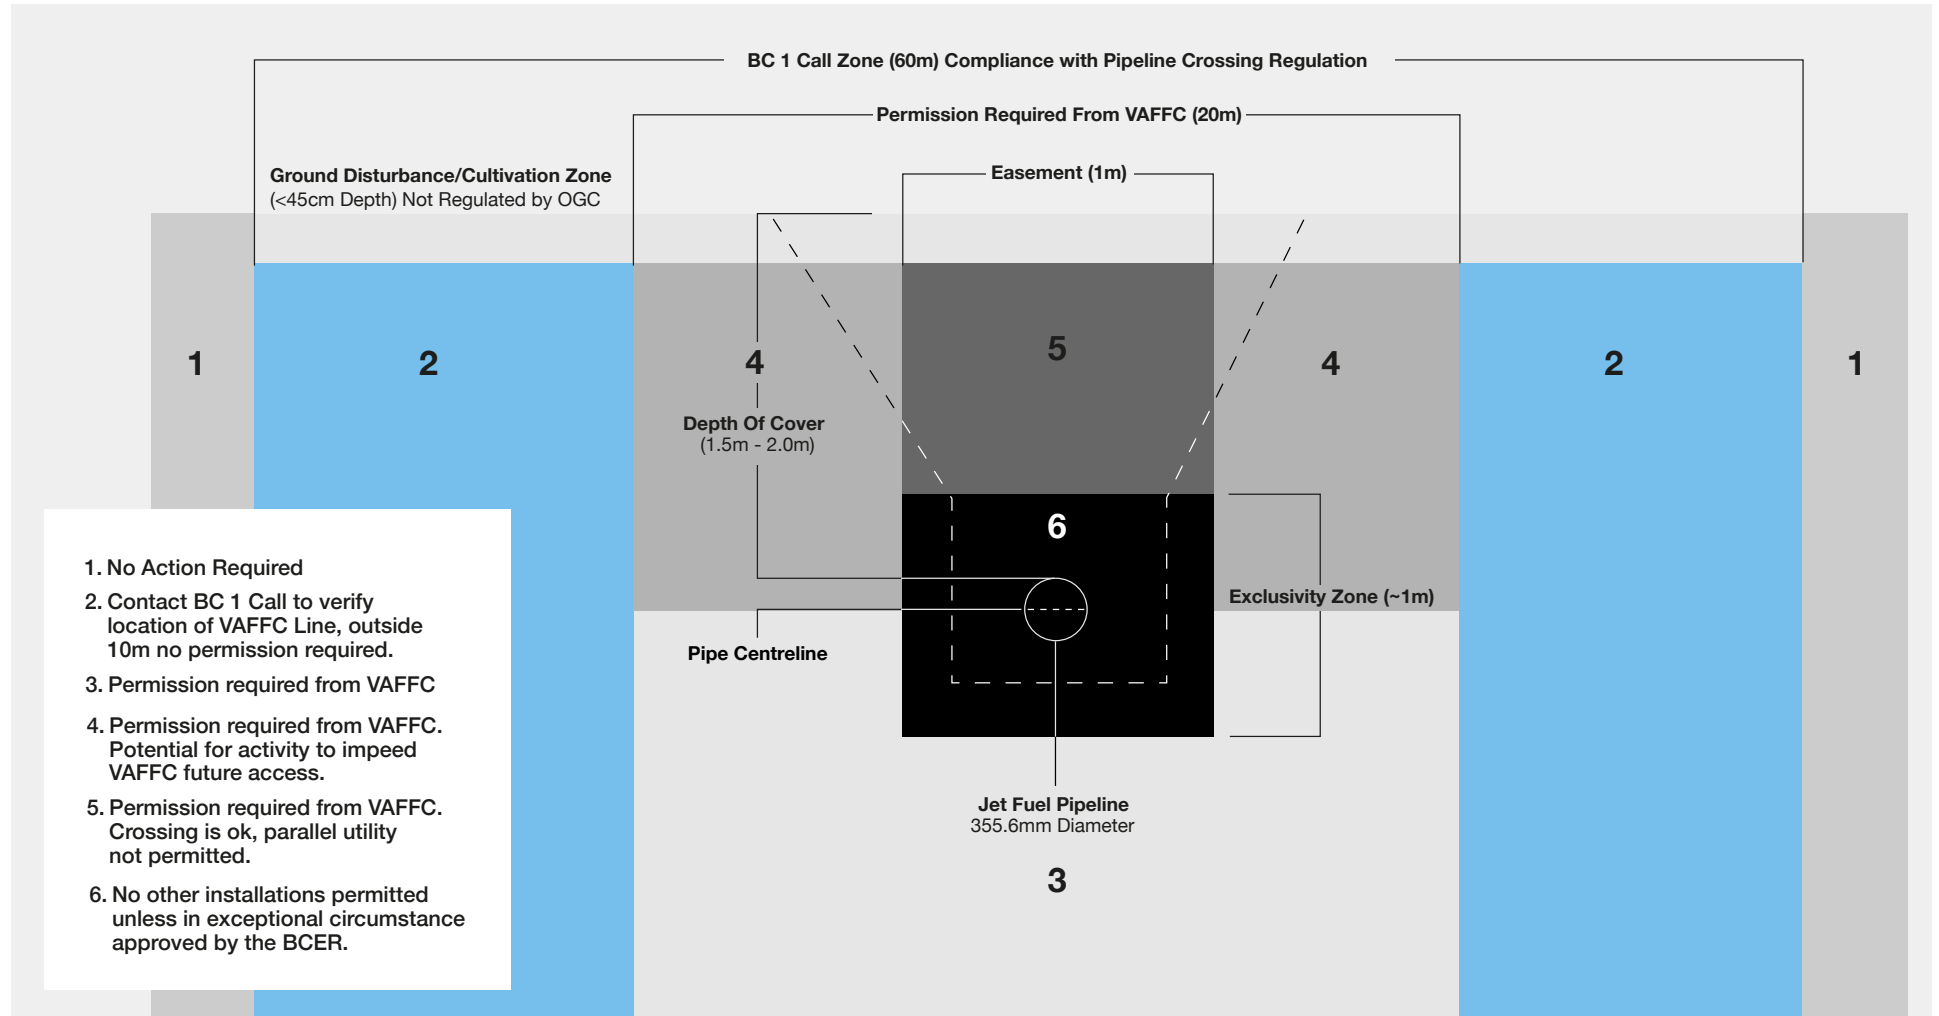 BC 1 Call Zone (60m) Compliance with Pipeline Crossing Regulation
Permission Required From VAFFC (20m)
Easement (1m)
Ground Disturbance/Cultivation Zone
(<45cm Depth) Not Regulated by OGC
1
2
4
5
4
2
1
Depth Of Cover
(1.5m - 2.0m)
6
Exclusivity Zone (~1m)
Pipe Centreline
Jet Fuel Pipeline
355.6mm Diameter
3
1. No Action Required
2. Contact BC 1 Call to verify
location of VAFFC Line, outside
10m no permission required.
3. Permission required from VAFFC
4. Permission required from VAFFC.
Potential for activity to impeed
VAFFC future access.
5. Permission required from VAFFC.
Crossing is ok, parallel utility
not permitted.
6. No other installations permitted
unless in exceptional circumstance
approved by the BCER.